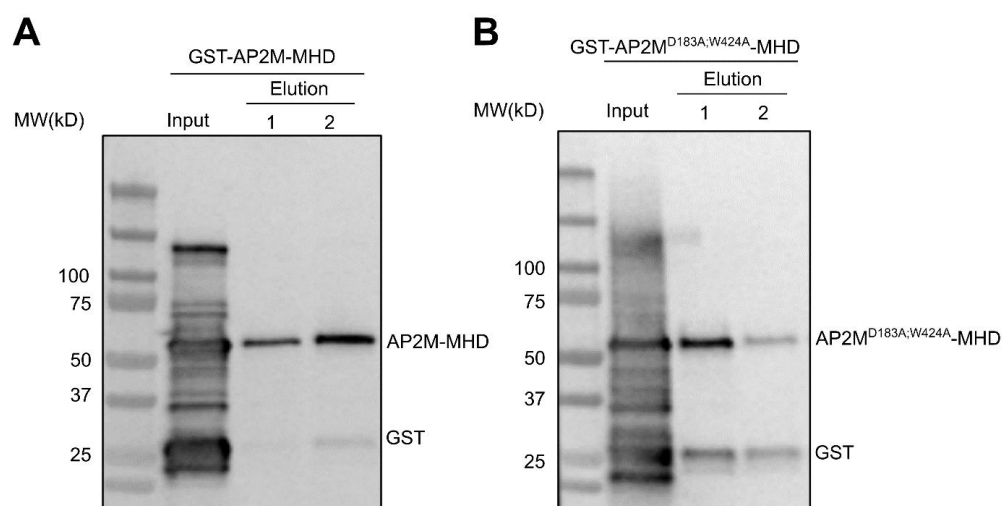 A
GST-AP2M-MHD
Elution
MW(kD) Input 1 2
100
75
50
37
25
AP2M-MHD
GST
B
GST-AP2M^D183A;W424A-MHD
Elution
MW(kD) Input 1 2
100
75
50
37
25
AP2M^D183A;W424A-MHD
GST